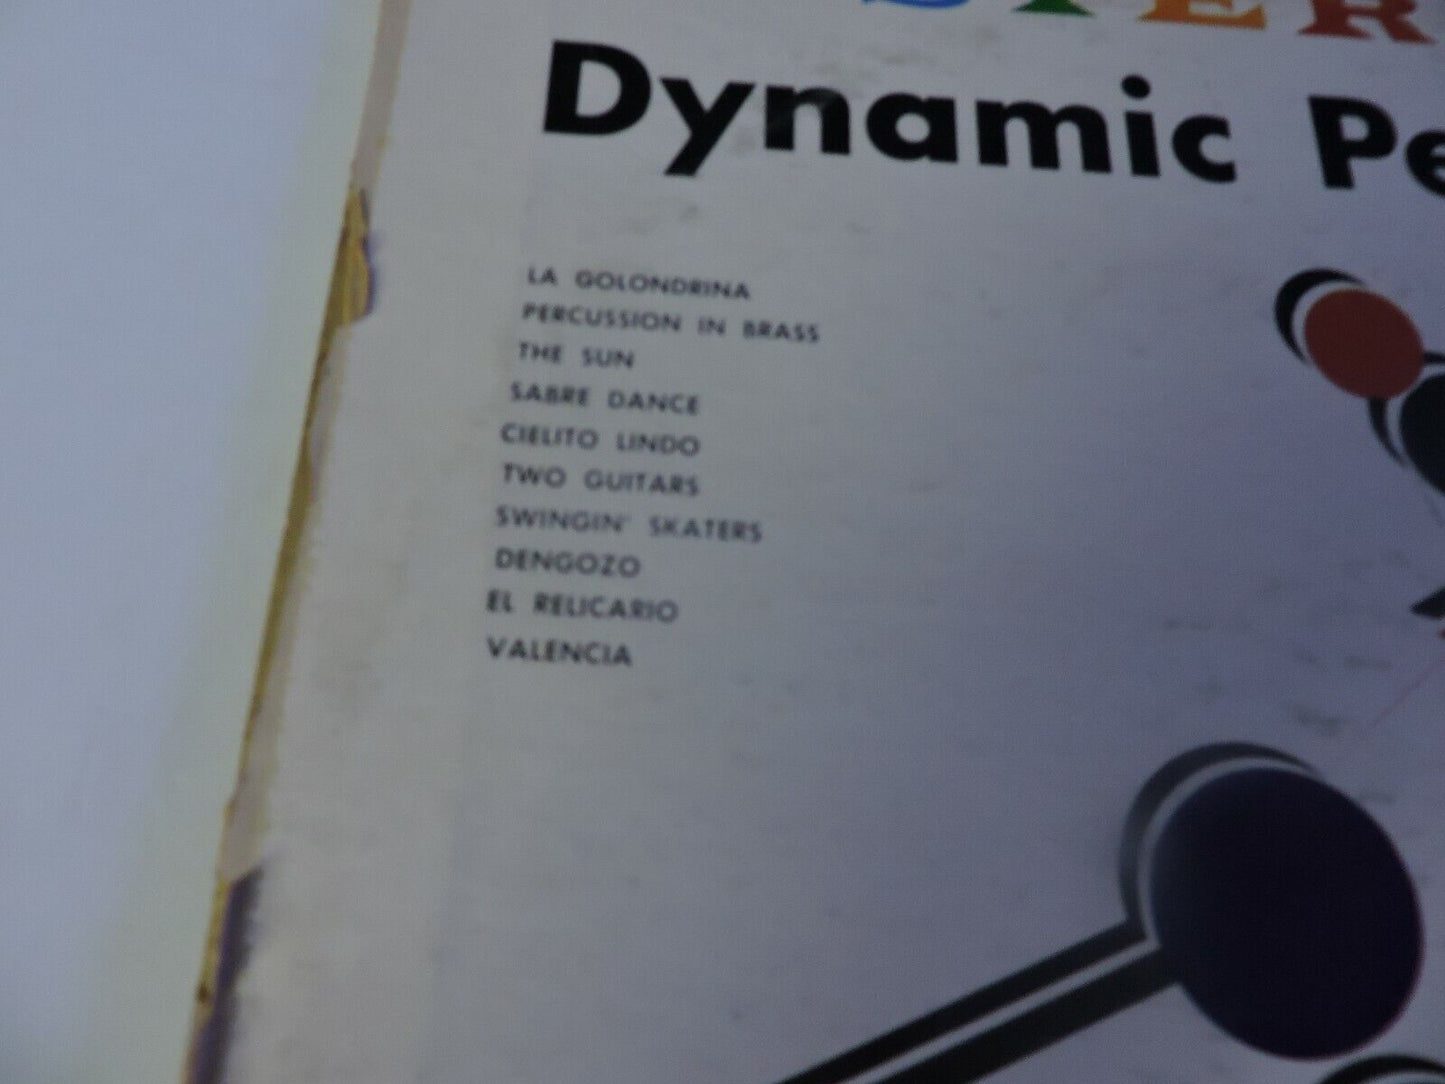 STER
Dynamic Pe
LA GOLONDRINA
PERCUSSION IN BRASS
THE SUN
SABRE DANCE
CIELITO LINDO
TWO GUITARS
SWINGIN' SKATERS
DENGOZO
EL RELICARIO
VALENCIA